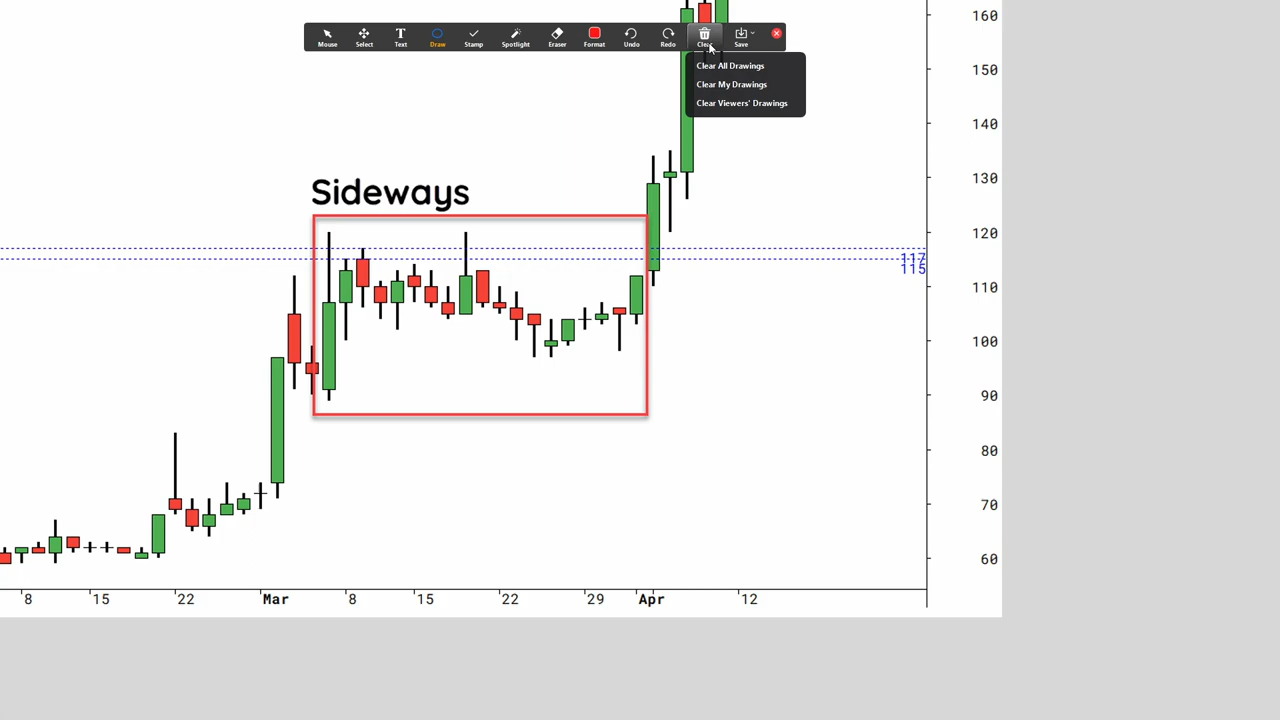 160
Mouse Select Text Draw Stamp Spotlight Eraser Format Undo Redo Clear Save
Clear All Drawings
150
Clear My Drawings
Clear Viewers' Drawings
140
130
Sideways
120
117
115
110
100
90
80
70
60
8 15 22 Mar 8 15 22 29 Apr 12